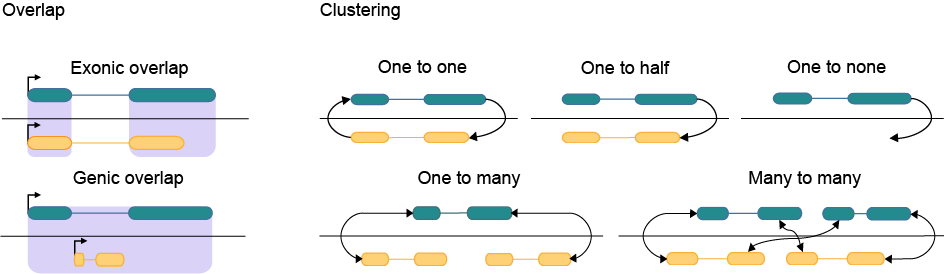 Overlap
Clustering
Exonic overlap
One to one
One to half
One to none
Genic overlap
One to many
Many to many